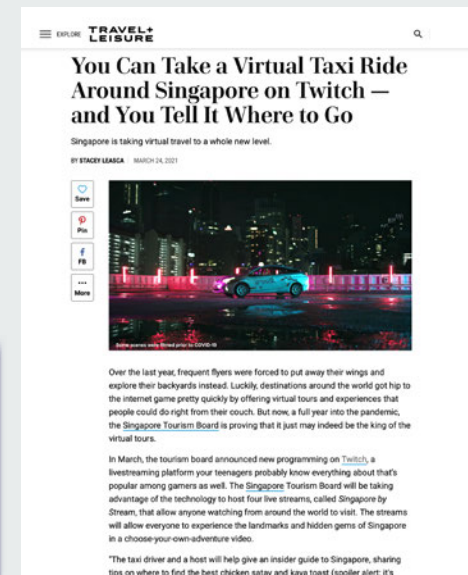 EXPLORE
TRAVEL+
LEISURE
You Can Take a Virtual Taxi Ride
Around Singapore on Twitch —
and You Tell It Where to Go
Singapore is taking virtual travel to a whole new level.
BY STACEY LEASCA MARCH 24, 2021
Save
Pin
FB
More
Some scenes were filmed prior to COVID-19
Over the last year, frequent flyers were forced to put away their wings and
explore their backyards instead. Luckily, destinations around the world got hip to
the internet game pretty quickly by offering virtual tours and experiences that
people could do right from their couch. But now, a full year into the pandemic,
the Singapore Tourism Board is proving that it just may indeed be the king of the
virtual tours.
In March, the tourism board announced new programming on Twitch, a
livestreaming platform your teenagers probably know everything about that's
popular among gamers as well. The Singapore Tourism Board will be taking
advantage of the technology to host four live streams, called Singapore by
Stream, that allow anyone watching from around the world to visit. The streams
will allow everyone to experience the landmarks and hidden gems of Singapore
in a choose-your-own-adventure video.
"The taxi driver and a host will help give an insider guide to Singapore, sharing
tips on where to find the best chicken satay and kaya toast (spoiler alert: it's